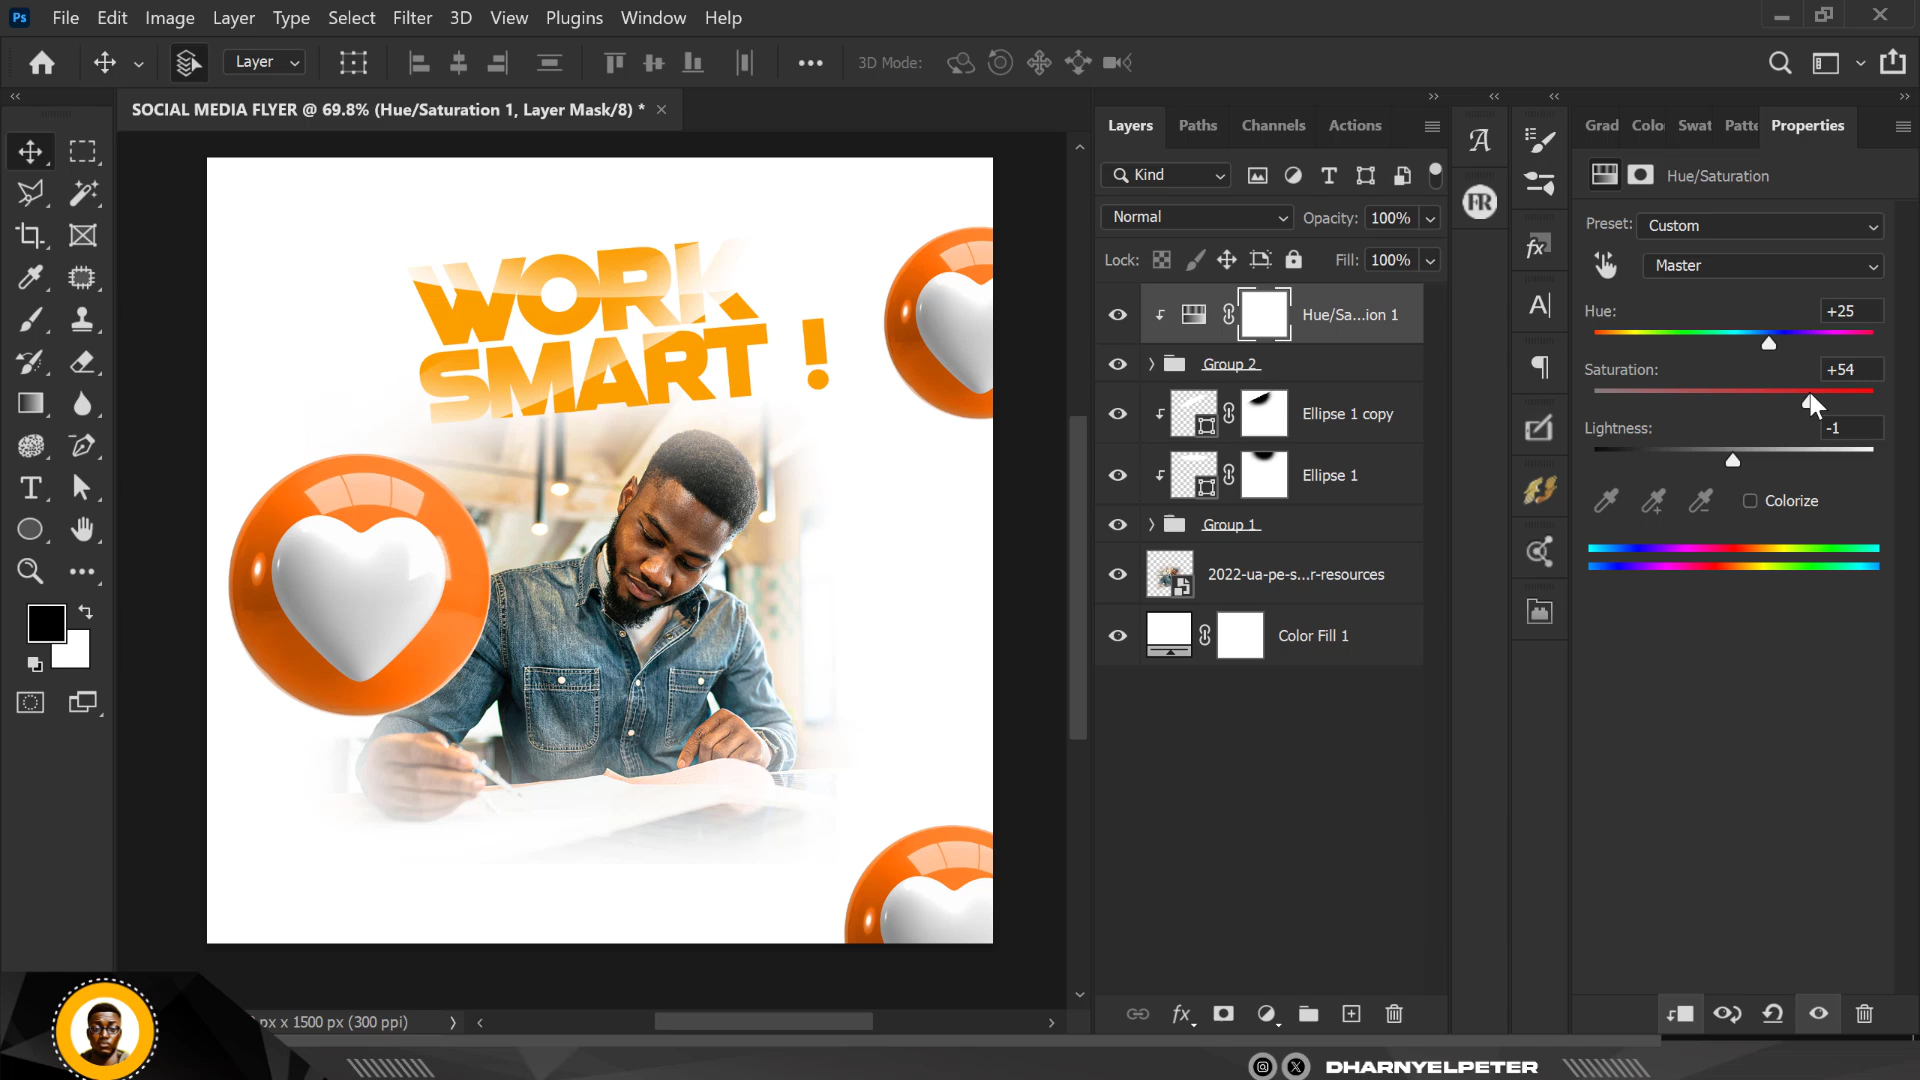 Ps File Edit Image Layer Type Select Filter 3D View Plugins Window Help
Layer 3D Mode:
SOCIAL MEDIA FLYER @ 69.8% (Hue/Saturation 1, Layer Mask/8) *
WORK
SMART !
px x 1500 px (300 ppi)
Layers Paths Channels Actions
Kind
Normal Opacity: 100%
Lock: Fill: 100%
Hue/Sa...ion 1
Group 2
Ellipse 1 copy
Ellipse 1
Group 1
2022-ua-pe-s...r-resources
Color Fill 1
fx
A
FR
fx
A|
Grad Colo Swat Patte Properties
Hue/Saturation
Preset: Custom
Master
Hue: +25
Saturation: +54
Lightness: -1
Colorize
DHARNYELPETER